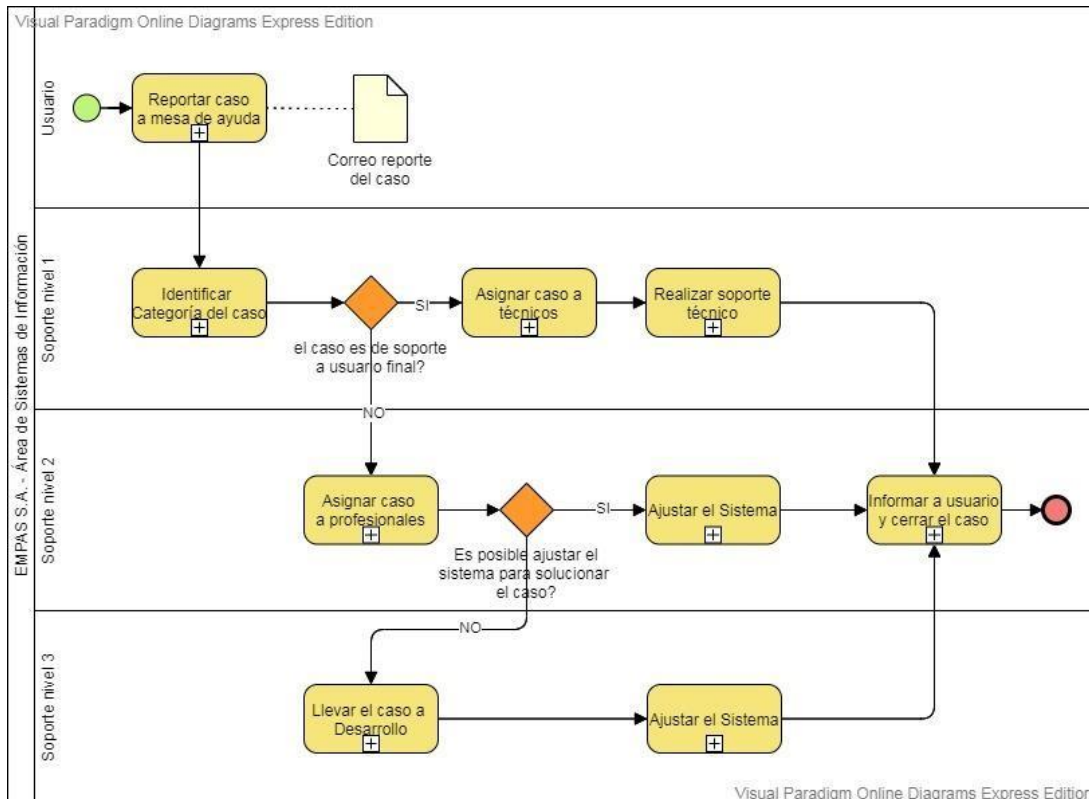 Visual Paradigm Online Diagrams Express Edition
EMPAS S.A. - Área de Sistemas de Información
Usuario
Reportar caso
a mesa de ayuda
Correo reporte
del caso
Soporte nivel 1
Identificar
Categoría del caso
el caso es de soporte
a usuario final?
SI
Asignar caso a
técnicos
Realizar soporte
técnico
NO
Soporte nivel 2
Asignar caso
a profesionales
Es posible ajustar el
sistema para solucionar
el caso?
SI
Ajustar el Sistema
Informar a usuario
y cerrar el caso
NO
Soporte nivel 3
Llevar el caso a
Desarrollo
Ajustar el Sistema
Visual Paradigm Online Diagrams Express Edition